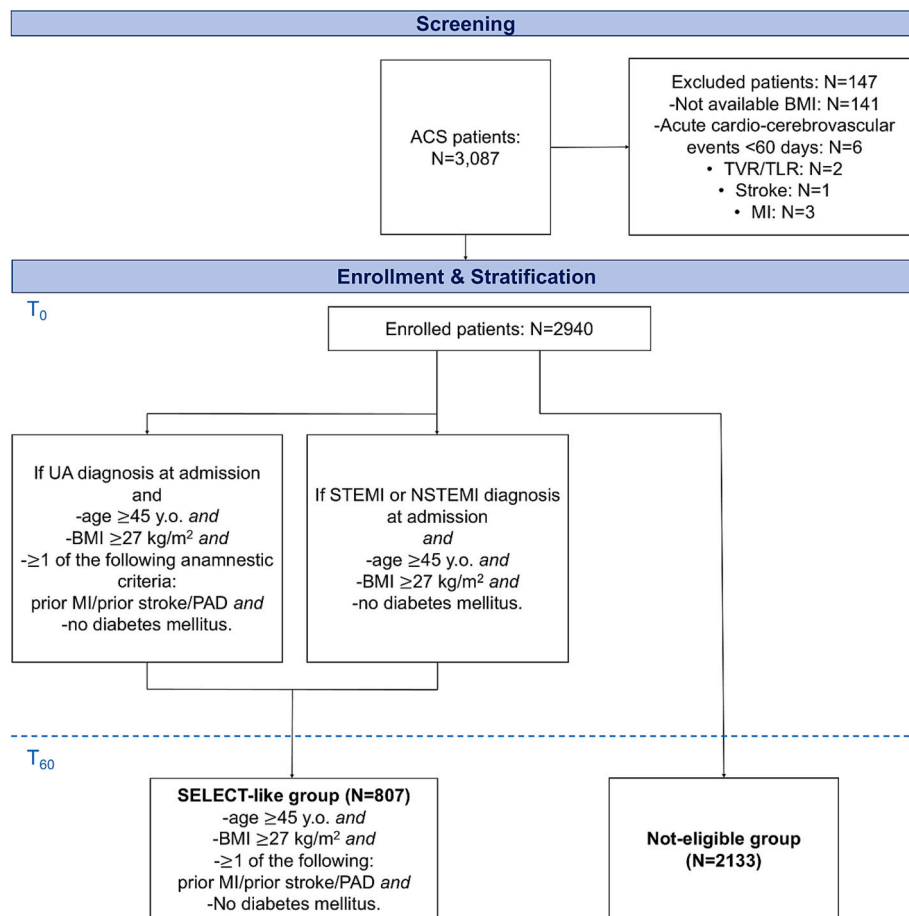 Screening
ACS patients:
N=3,087
Excluded patients: N=147
-Not available BMI: N=141
-Acute cardio-cerebrovascular
events <60 days: N=6
• TVR/TLR: N=2
• Stroke: N=1
• MI: N=3
Enrollment & Stratification
T0
Enrolled patients: N=2940
If UA diagnosis at admission
and
-age ≥45 y.o. and
-BMI ≥27 kg/m² and
-≥1 of the following anamnestic
criteria:
prior MI/prior stroke/PAD and
-no diabetes mellitus.
If STEMI or NSTEMI diagnosis
at admission
and
-age ≥45 y.o. and
-BMI ≥27 kg/m² and
-no diabetes mellitus.
T60
SELECT-like group (N=807)
-age ≥45 y.o. and
-BMI ≥27 kg/m² and
-≥1 of the following:
prior MI/prior stroke/PAD and
-No diabetes mellitus.
Not-eligible group
(N=2133)